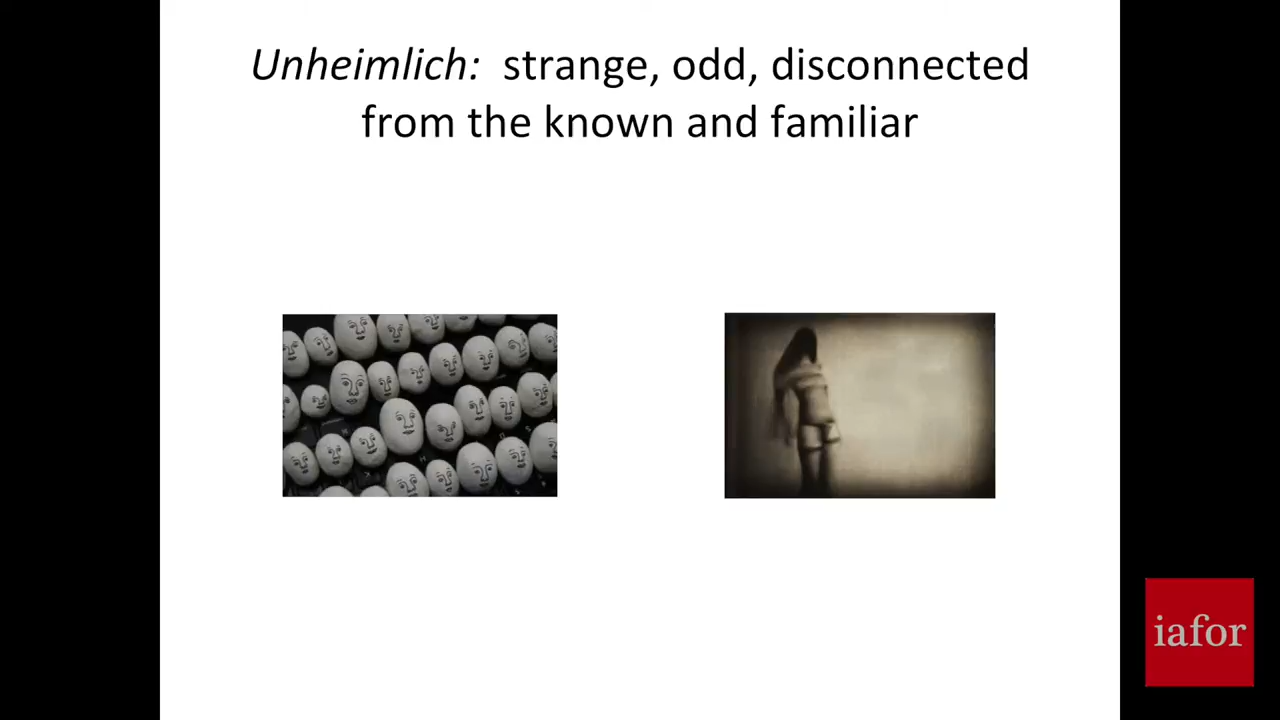 Unheimlich: strange, odd, disconnected
from the known and familiar
iafor